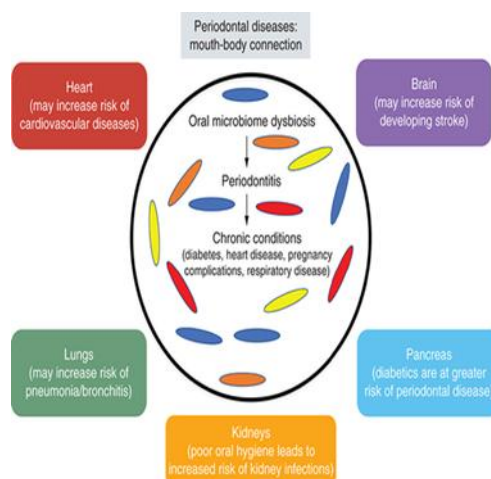 Periodontal diseases:
mouth-body connection
Heart
(may increase risk of
cardiovascular diseases)
Brain
(may increase risk of
developing stroke)
Oral microbiome dysbiosis
Periodontitis
Chronic conditions
(diabetes, heart disease, pregnancy
complications, respiratory disease)
Lungs
(may increase risk of
pneumonia/bronchitis)
Pancreas
(diabetics are at greater
risk of periodontal disease
Kidneys
(poor oral hygiene leads to
increased risk of kidney infections)